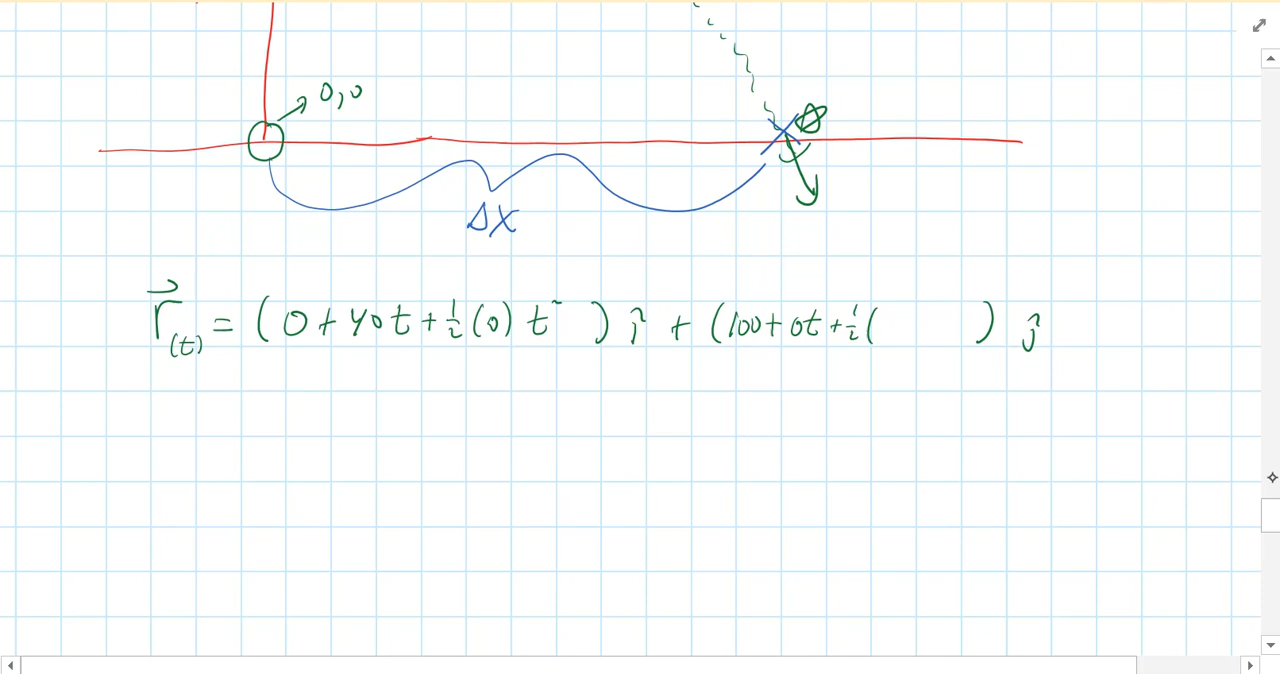 0,0
Δx
r⃗(t) = ( 0 + 40t + ½ (0) t² ) î + ( 100 + 0t + ½ (      ) ĵ